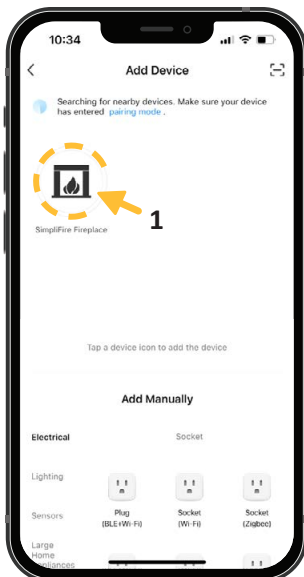 10:34
Add Device
Searching for nearby devices. Make sure your device
has entered pairing mode.
1
SimpliFire Fireplace
Tap a device icon to add the device
Add Manually
Electrical
Socket
Lighting
Sensors
Plug
(BLE+Wi-Fi)
Socket
(Wi-Fi)
Socket
(Zigbee)
Large
Home
Appliances